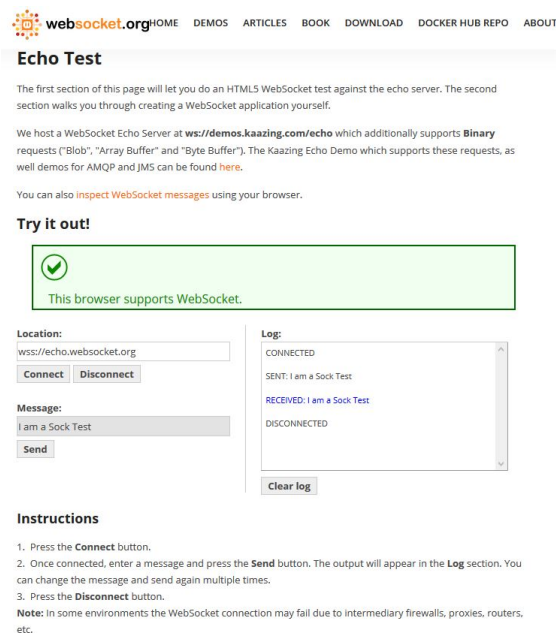 websocket.org HOME DEMOS ARTICLES BOOK DOWNLOAD DOCKER HUB REPO ABOUT
Echo Test
The first section of this page will let you do an HTML5 WebSocket test against the echo server. The second
section walks you through creating a WebSocket application yourself.
We host a WebSocket Echo Server at ws://demos.kaazing.com/echo which additionally supports Binary
requests ("Blob", "Array Buffer" and "Byte Buffer"). The Kaazing Echo Demo which supports these requests, as
well demos for AMQP and JMS can be found here.
You can also inspect WebSocket messages using your browser.
Try it out!
This browser supports WebSocket.
Location:
wss://echo.websocket.org
Connect Disconnect
Message:
I am a Sock Test
Send
Log:
CONNECTED
SENT: I am a Sock Test
RECEIVED: I am a Sock Test
DISCONNECTED
Clear log
Instructions
1. Press the Connect button.
2. Once connected, enter a message and press the Send button. The output will appear in the Log section. You
can change the message and send again multiple times.
3. Press the Disconnect button.
Note: In some environments the WebSocket connection may fail due to intermediary firewalls, proxies, routers,
etc.